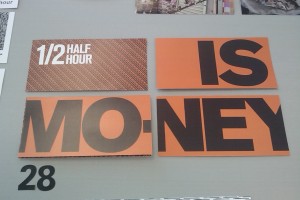 1/2 HALF
HOUR
IS
MO-NEY
28